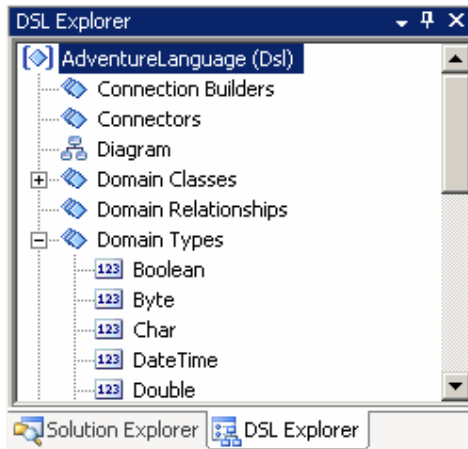 DSL Explorer
AdventureLanguage (Dsl)
Connection Builders
Connectors
Diagram
Domain Classes
Domain Relationships
Domain Types
123 Boolean
123 Byte
123 Char
123 DateTime
123 Double
Solution Explorer DSL Explorer